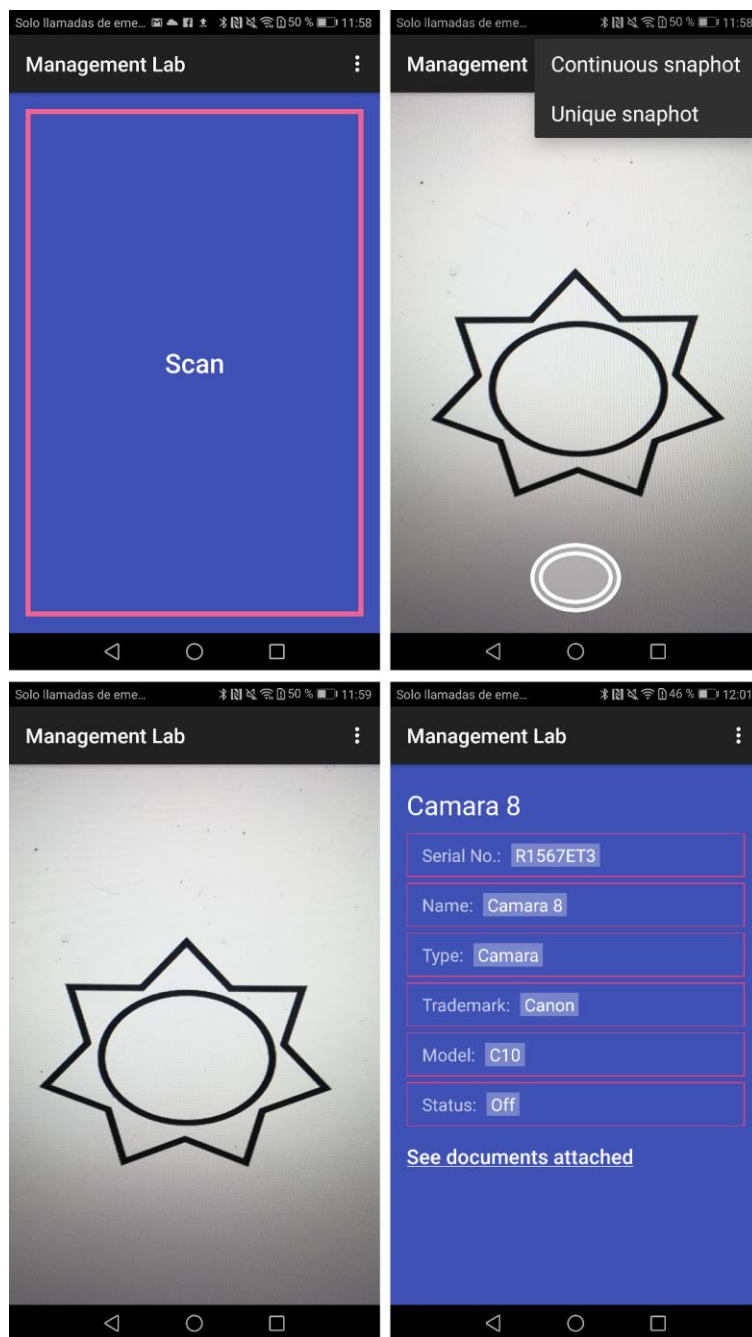 Solo llamadas de eme... 50 % 11:58
Management Lab
Scan
Solo llamadas de eme... 50 % 11:58
Management
Continuous snaphot
Unique snaphot
Solo llamadas de eme... 50 % 11:59
Management Lab
Solo llamadas de eme... 46 % 12:01
Management Lab
Camara 8
Serial No.: R1567ET3
Name: Camara 8
Type: Camara
Trademark: Canon
Model: C10
Status: Off
See documents attached